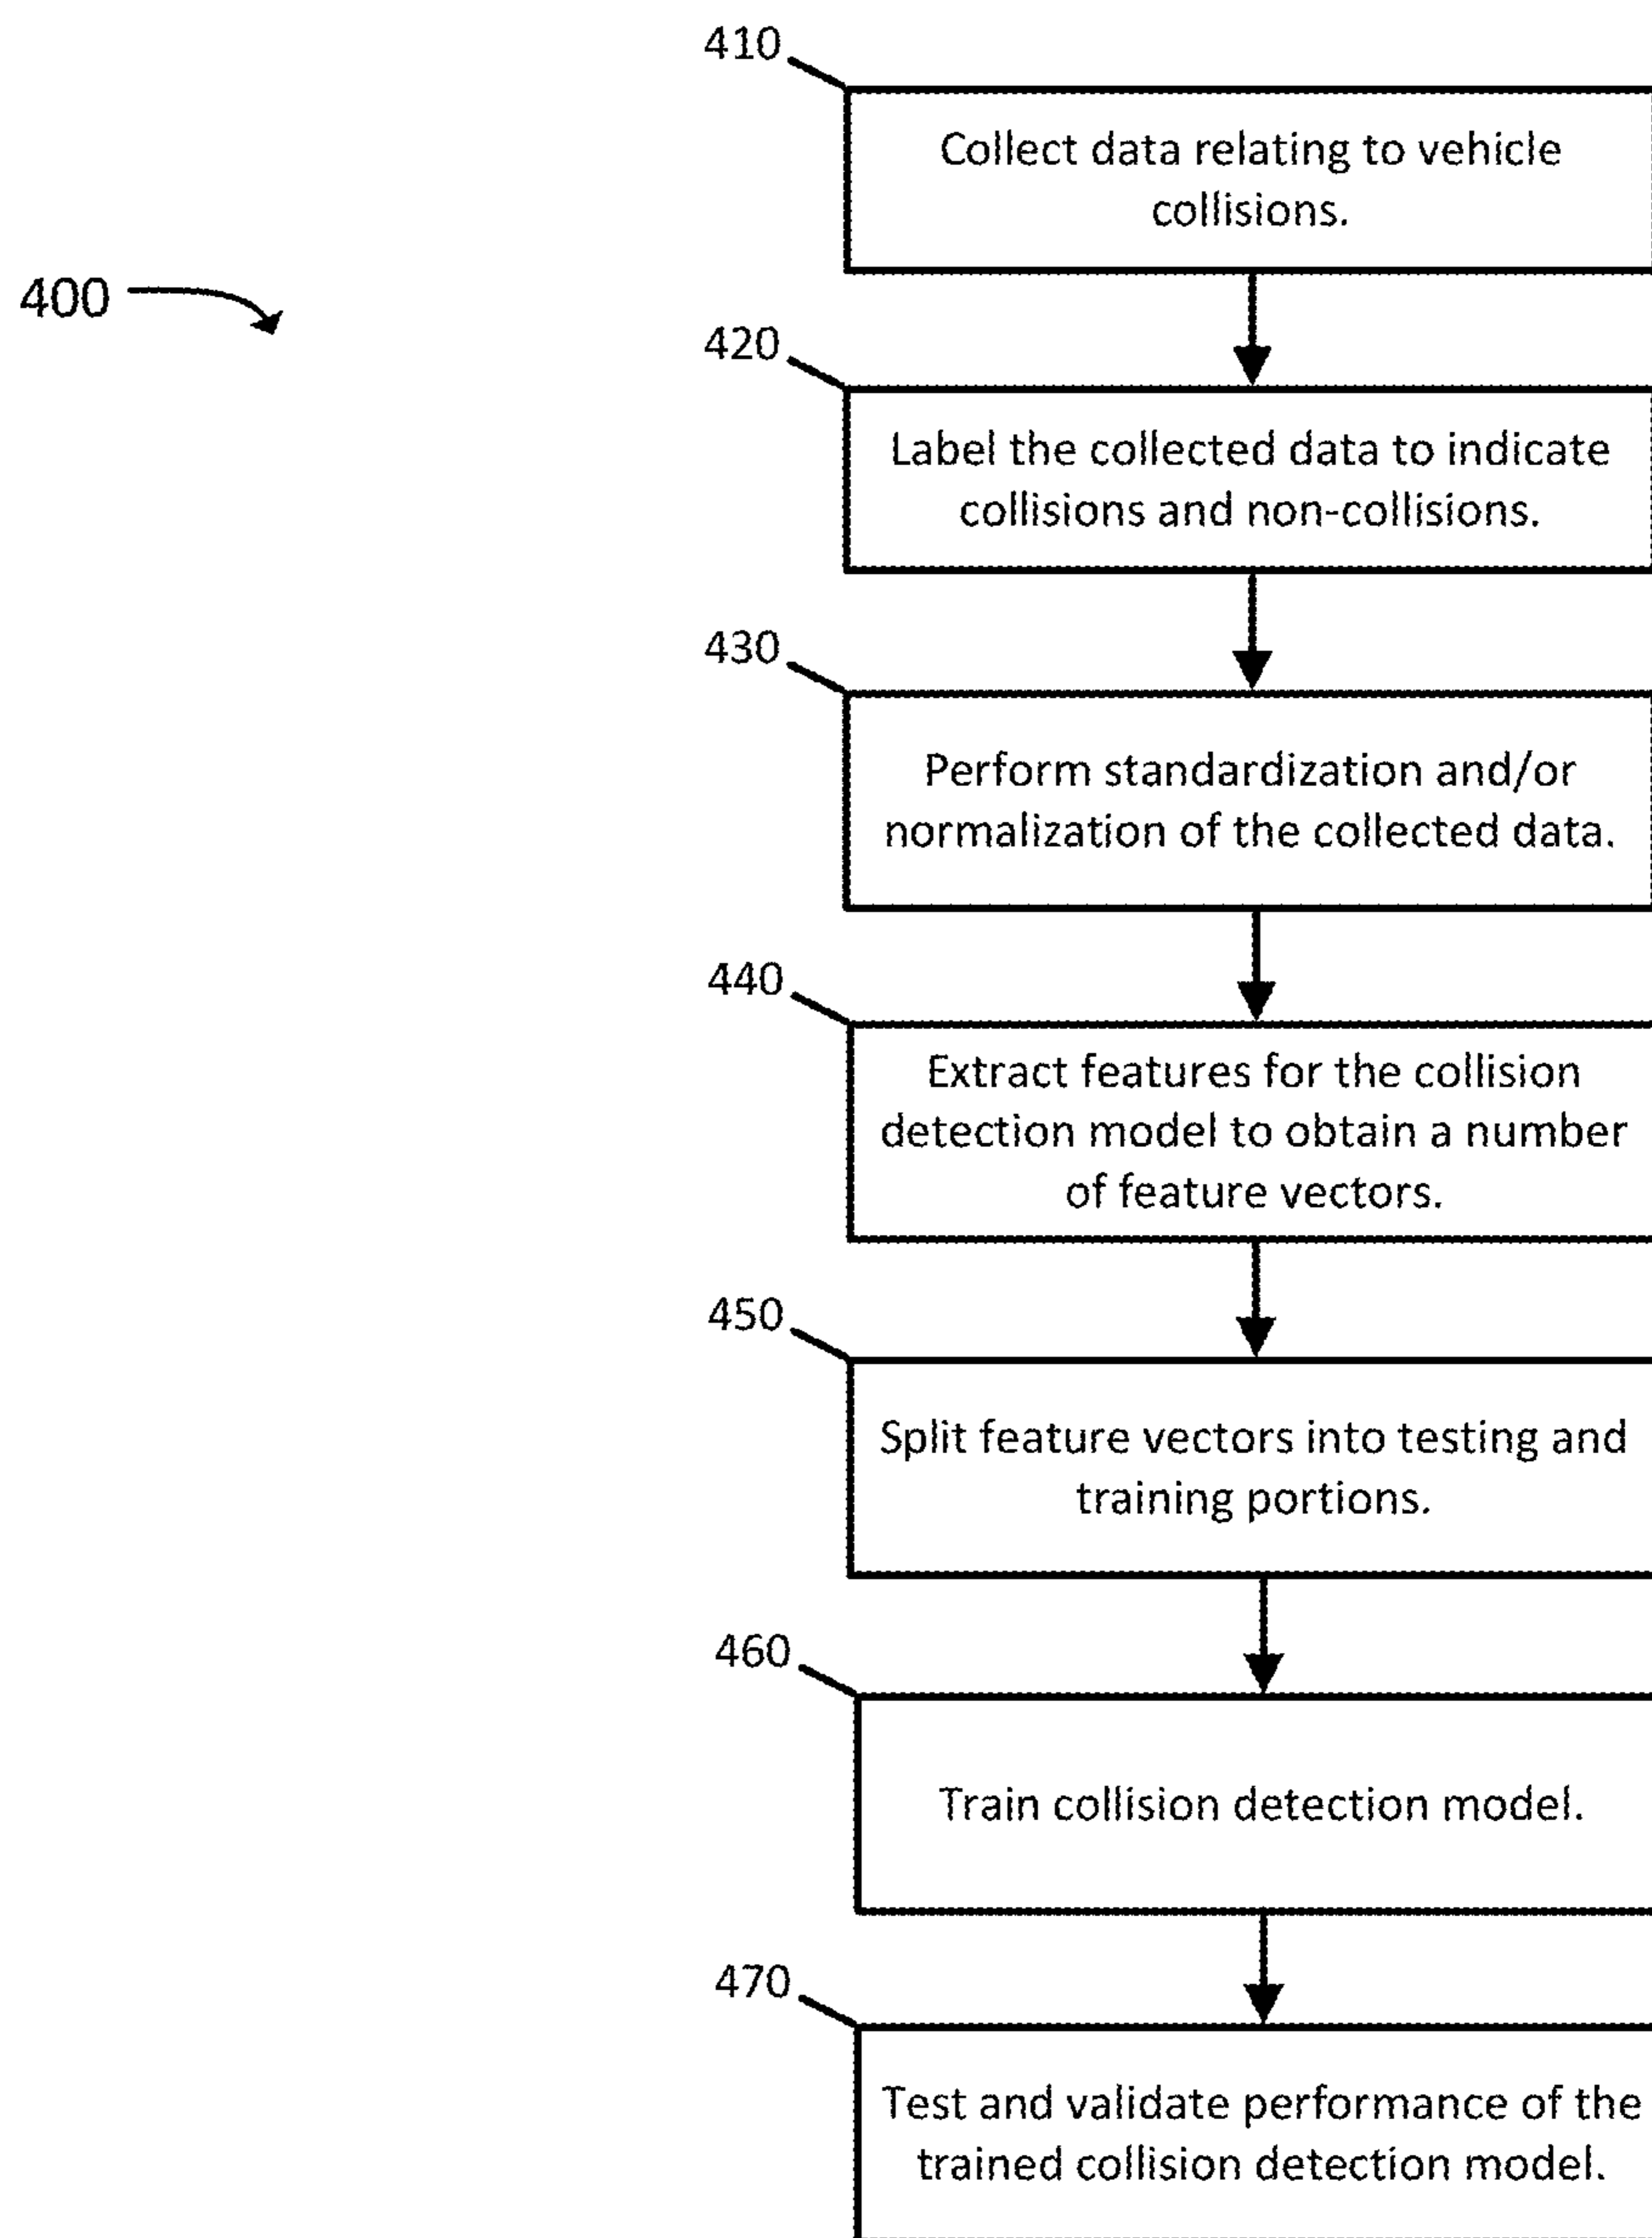 410
Collect data relating to vehicle
collisions.
400
420
Label the collected data to indicate
collisions and non-collisions.
430
Perform standardization and/or
normalization of the collected data.
440
Extract features for the collision
detection model to obtain a number
of feature vectors.
450
Split feature vectors into testing and
training portions.
460
Train collision detection model.
470
Test and validate performance of the
trained collision detection model.